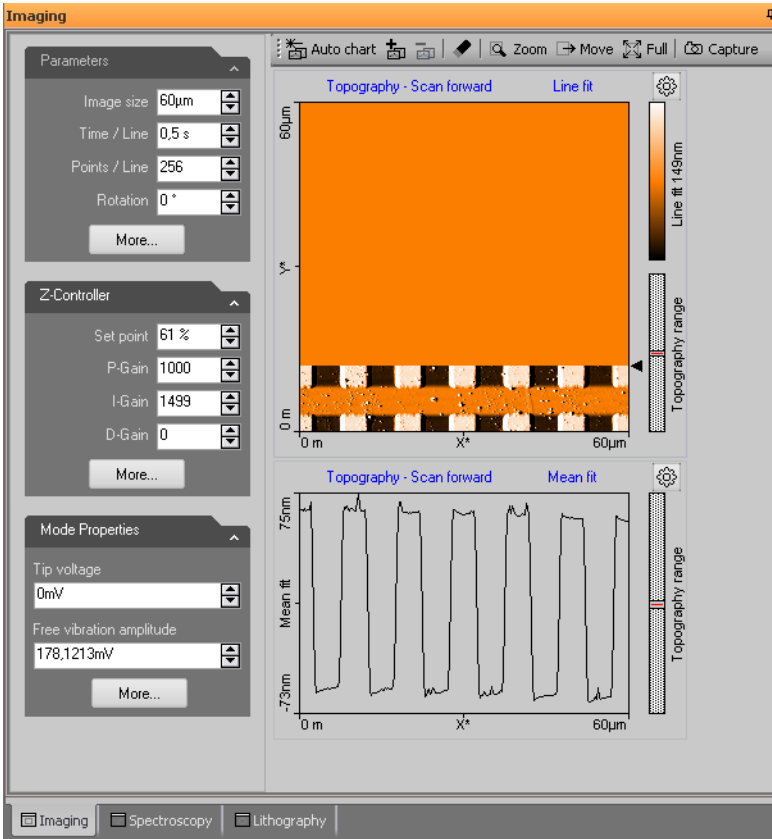 Imaging
Parameters
Image size 60µm
Time / Line 0,5 s
Points / Line 256
Rotation 0 °
More...
Z-Controller
Set point 61 %
P-Gain 1000
I-Gain 1499
D-Gain 0
More...
Mode Properties
Tip voltage
0mV
Free vibration amplitude
178,1213mV
More...
Auto chart Zoom Move Full Capture
Topography - Scan forward Line fit
60µm
Y*
0 m
0 m X* 60µm
Line fit 149nm
Topography range
Topography - Scan forward Mean fit
75nm
Mean fit
-73nm
0 m X* 60µm
Topography range
Imaging Spectroscopy Lithography